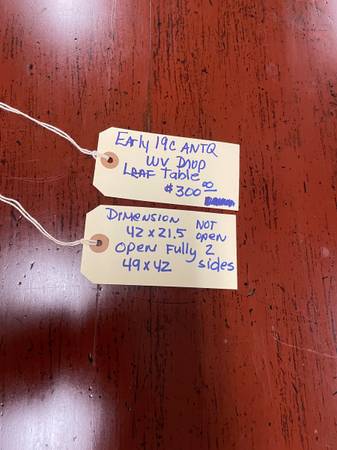 Early 19c ANTQ
WV Drop
LEAF Table
$300.00
DIMENSION NOT
42 x 21.5 open
open Fully 2
49 x 42 sides